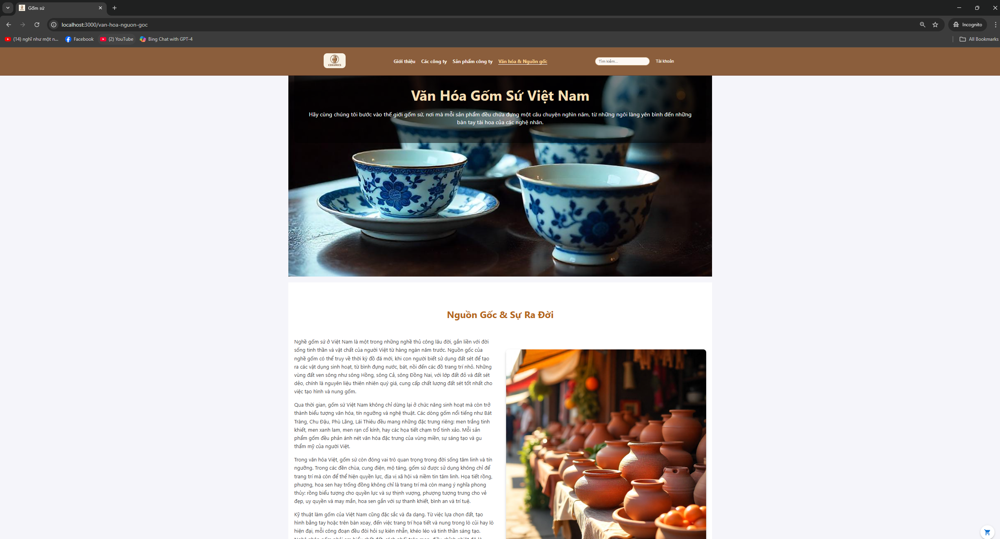 Gốm sứ
localhost:3000/van-hoa-nguon-goc
Incognito
(14) nghĩ như một n...
Facebook
(2) YouTube
Bing Chat with GPT-4
All Bookmarks
CERAMICS
Giới thiệu
Các công ty
Sản phẩm công ty
Văn hóa & Nguồn gốc
Tìm kiếm...
Tài khoản
Văn Hóa Gốm Sứ Việt Nam
Hãy cùng chúng tôi bước vào thế giới gốm sứ, nơi mà mỗi sản phẩm đều chứa đựng một câu chuyện nghìn năm, từ những ngôi làng yên bình đến những
bàn tay tài hoa của các nghệ nhân.
Nguồn Gốc & Sự Ra Đời
Nghề gốm sứ ở Việt Nam là một trong những nghề thủ công lâu đời, gắn liền với đời
sống tinh thần và vật chất của người Việt từ hàng ngàn năm trước. Nguồn gốc của
nghề gốm có thể truy về thời kỳ đồ đá mới, khi con người biết sử dụng đất sét để tạo
ra các vật dụng sinh hoạt, từ bình đựng nước, bát, nồi đến các đồ trang trí nhỏ. Những
vùng đất ven sông như sông Hồng, sông Cả, sông Đồng Nai, với lớp đất đỏ và đất sét
dẻo, chính là nguyên liệu thiên nhiên quý giá, cung cấp chất lượng đất sét tốt nhất cho
việc tạo hình và nung gốm.
Qua thời gian, gốm sứ Việt Nam không chỉ dừng lại ở chức năng sinh hoạt mà còn trở
thành biểu tượng văn hóa, tín ngưỡng và nghệ thuật. Các dòng gốm nổi tiếng như Bát
Tràng, Chu Đậu, Phù Lãng, Lái Thiêu đều mang những đặc trưng riêng: men trắng tinh
khiết, men xanh lam, men rạn cổ kính, hay các họa tiết chạm trổ tinh xảo. Mỗi sản
phẩm gốm đều phản ánh nét văn hóa đặc trưng của vùng miền, sự sáng tạo và gu
thẩm mỹ của người Việt.
Trong văn hóa Việt, gốm sứ còn đóng vai trò quan trọng trong đời sống tâm linh và tín
ngưỡng. Trong các đền chùa, cung điện, mộ táng, gốm sứ được sử dụng không chỉ để
trang trí mà còn để thể hiện quyền lực, địa vị xã hội và niềm tin tâm linh. Họa tiết rồng,
phượng, hoa sen hay trống đồng không chỉ là trang trí mà còn mang ý nghĩa phong
thủy: rồng biểu tượng cho quyền lực và sự thịnh vượng, phượng tượng trưng cho vẻ
đẹp, uy quyền và may mắn, hoa sen gắn với sự thanh khiết, bình an và trí tuệ.
Kỹ thuật làm gốm của Việt Nam cũng đặc sắc và đa dạng. Từ việc lựa chọn đất, tạo
hình bằng tay hoặc trên bàn xoay, đến việc trang trí họa tiết và nung trong lò củi hay lò
hiện đại, mỗi công đoạn đều đòi hỏi sự kiên nhẫn, khéo léo và tinh thần sáng tạo.